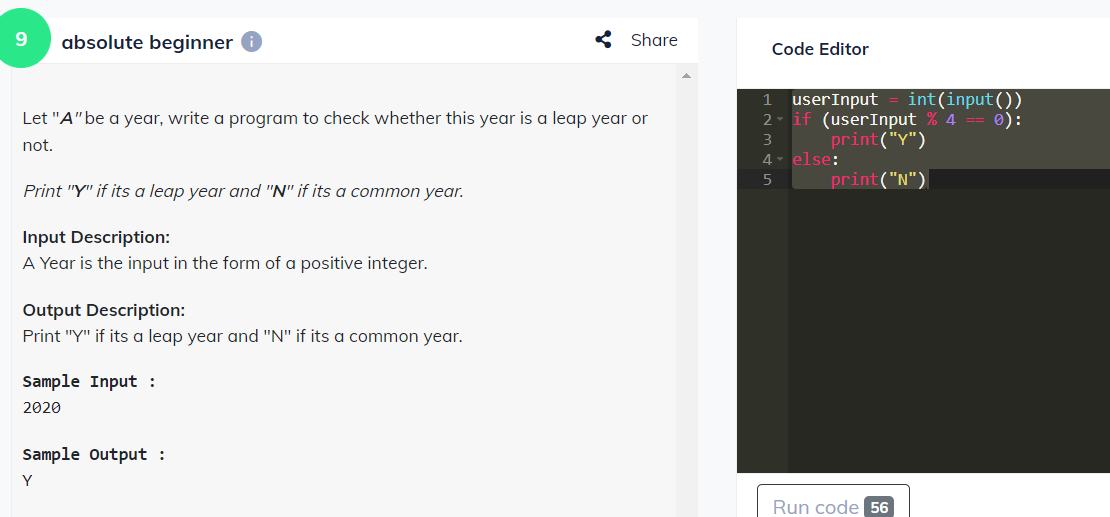 9 absolute beginner i Share
Let "A" be a year, write a program to check whether this year is a leap year or
not.
Print "Y" if its a leap year and "N" if its a common year.
Input Description:
A Year is the input in the form of a positive integer.
Output Description:
Print "Y" if its a leap year and "N" if its a common year.
Sample Input :
2020
Sample Output :
Y
Code Editor
1 userInput = int(input())
2 if (userInput % 4 == 0):
3     print("Y")
4 else:
5     print("N")
Run code 56